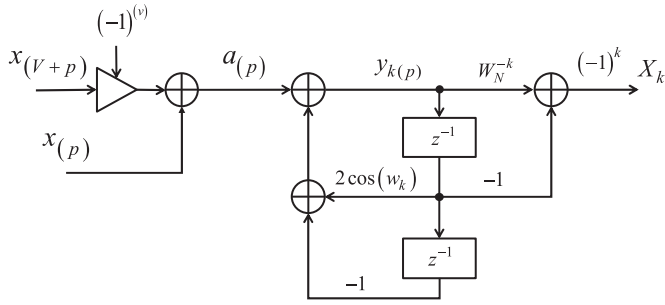 (−1)^(v)
x_(V+p)
a_(p)
y_k(p)
W_N^−k
(−1)^k
X_k
x_(p)
z^−1
2cos(w_k)
−1
z^−1
−1